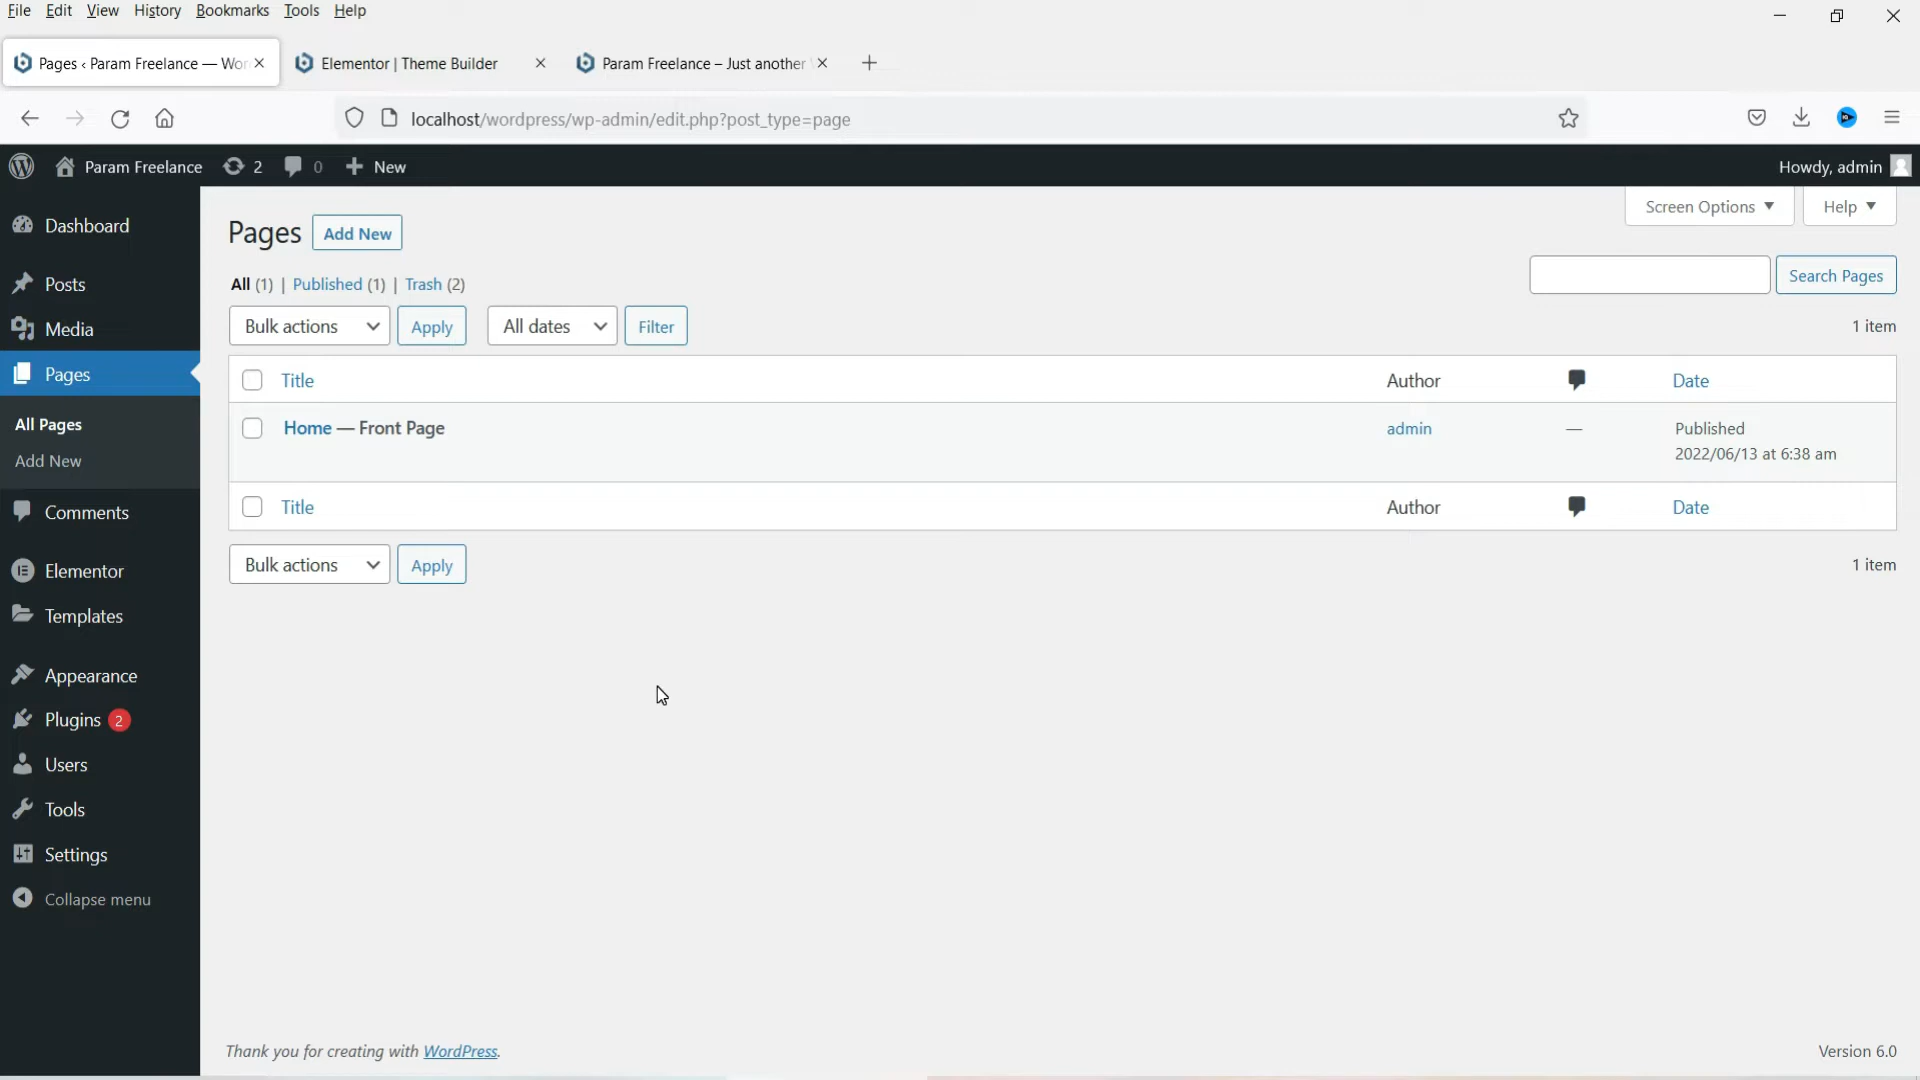 File Edit View History Bookmarks Tools Help
Pages ‹ Param Freelance — Wor
Elementor | Theme Builder
Param Freelance – Just another
localhost/wordpress/wp-admin/edit.php?post_type=page
Param Freelance 2 0 New
Howdy, admin
Dashboard
Posts
Media
Pages
All Pages
Add New
Comments
Elementor
Templates
Appearance
Plugins 2
Users
Tools
Settings
Collapse menu
Screen Options Help
Pages Add New
All (1) | Published (1) | Trash (2)
Search Pages
Bulk actions Apply All dates Filter 1 item
Title Author Date
Home — Front Page admin — Published
2022/06/13 at 6:38 am
Title Author Date
Bulk actions Apply 1 item
Thank you for creating with WordPress. Version 6.0